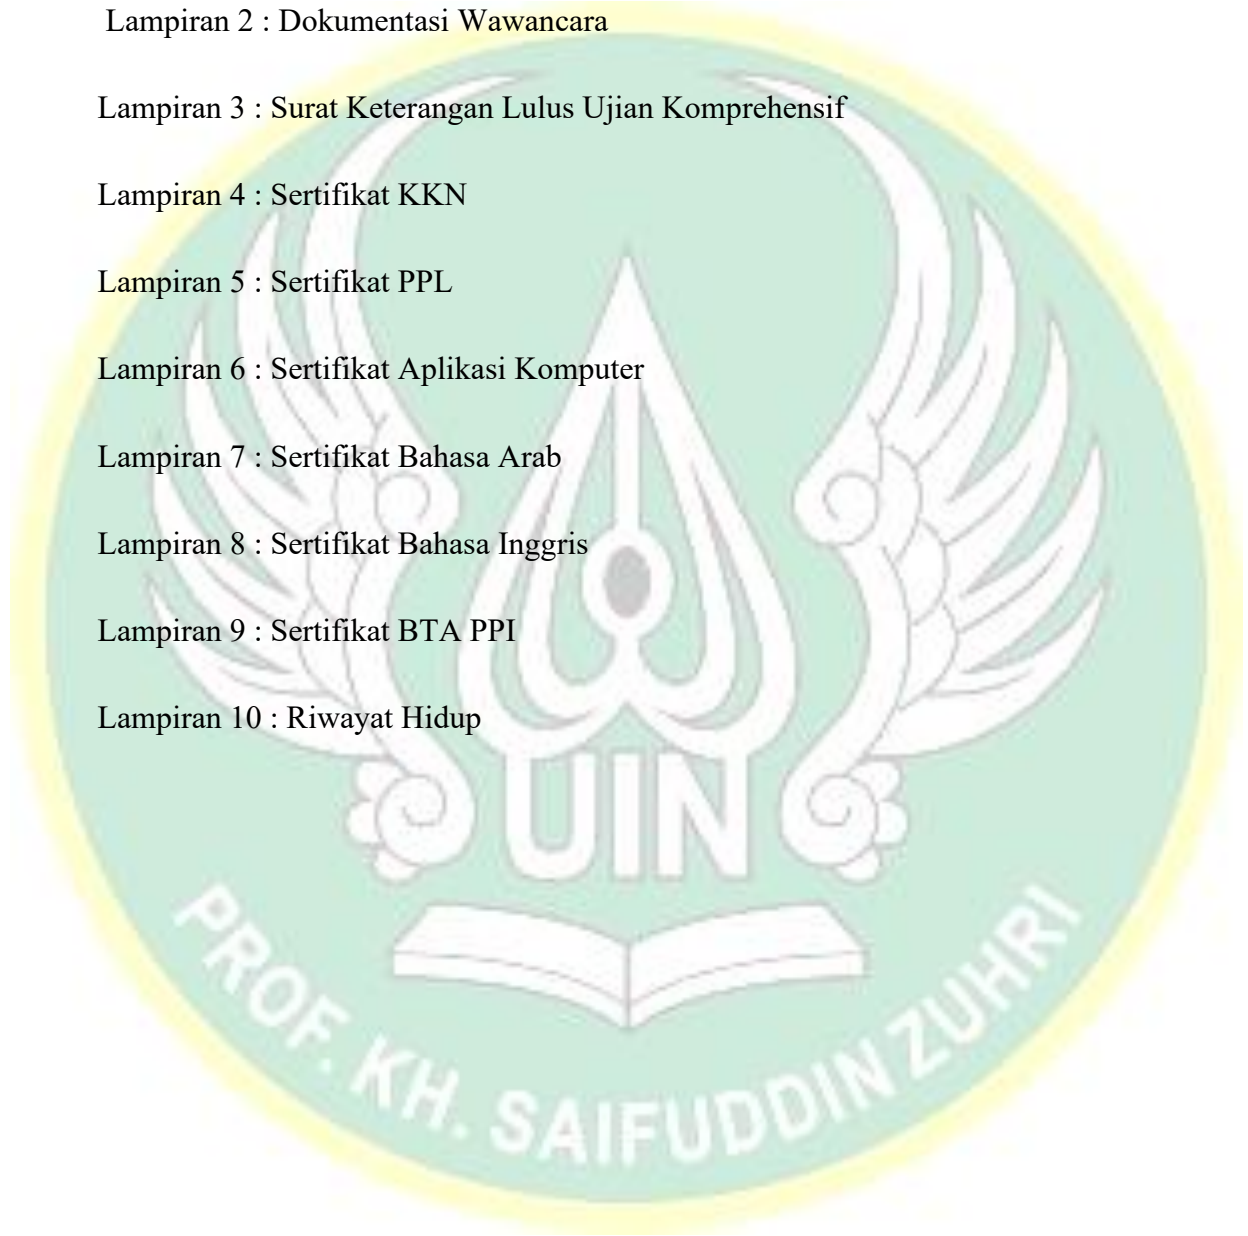 Lampiran 2 : Dokumentasi Wawancara
Lampiran 3 : Surat Keterangan Lulus Ujian Komprehensif
Lampiran 4 : Sertifikat KKN
Lampiran 5 : Sertifikat PPL
Lampiran 6 : Sertifikat Aplikasi Komputer
Lampiran 7 : Sertifikat Bahasa Arab
Lampiran 8 : Sertifikat Bahasa Inggris
Lampiran 9 : Sertifikat BTA PPI
Lampiran 10 : Riwayat Hidup
UIN
PROF. KH. SAIFUDDIN ZUHRI